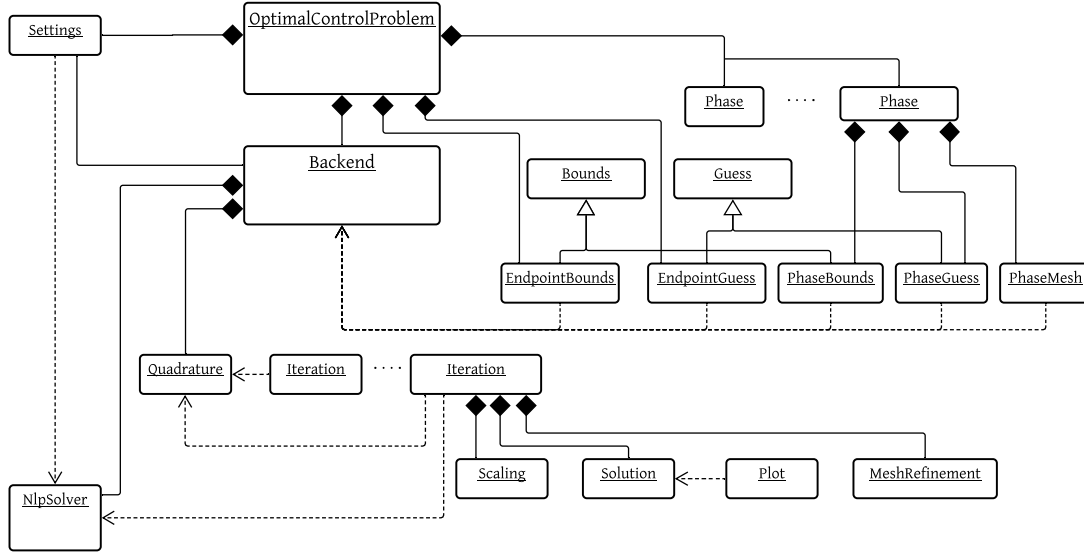 Settings
OptimalControlProblem
Phase
. . . .
Phase
Backend
Bounds
Guess
EndpointBounds
EndpointGuess
PhaseBounds
PhaseGuess
PhaseMesh
Quadrature
Iteration
. . . .
Iteration
Scaling
Solution
Plot
MeshRefinement
NlpSolver